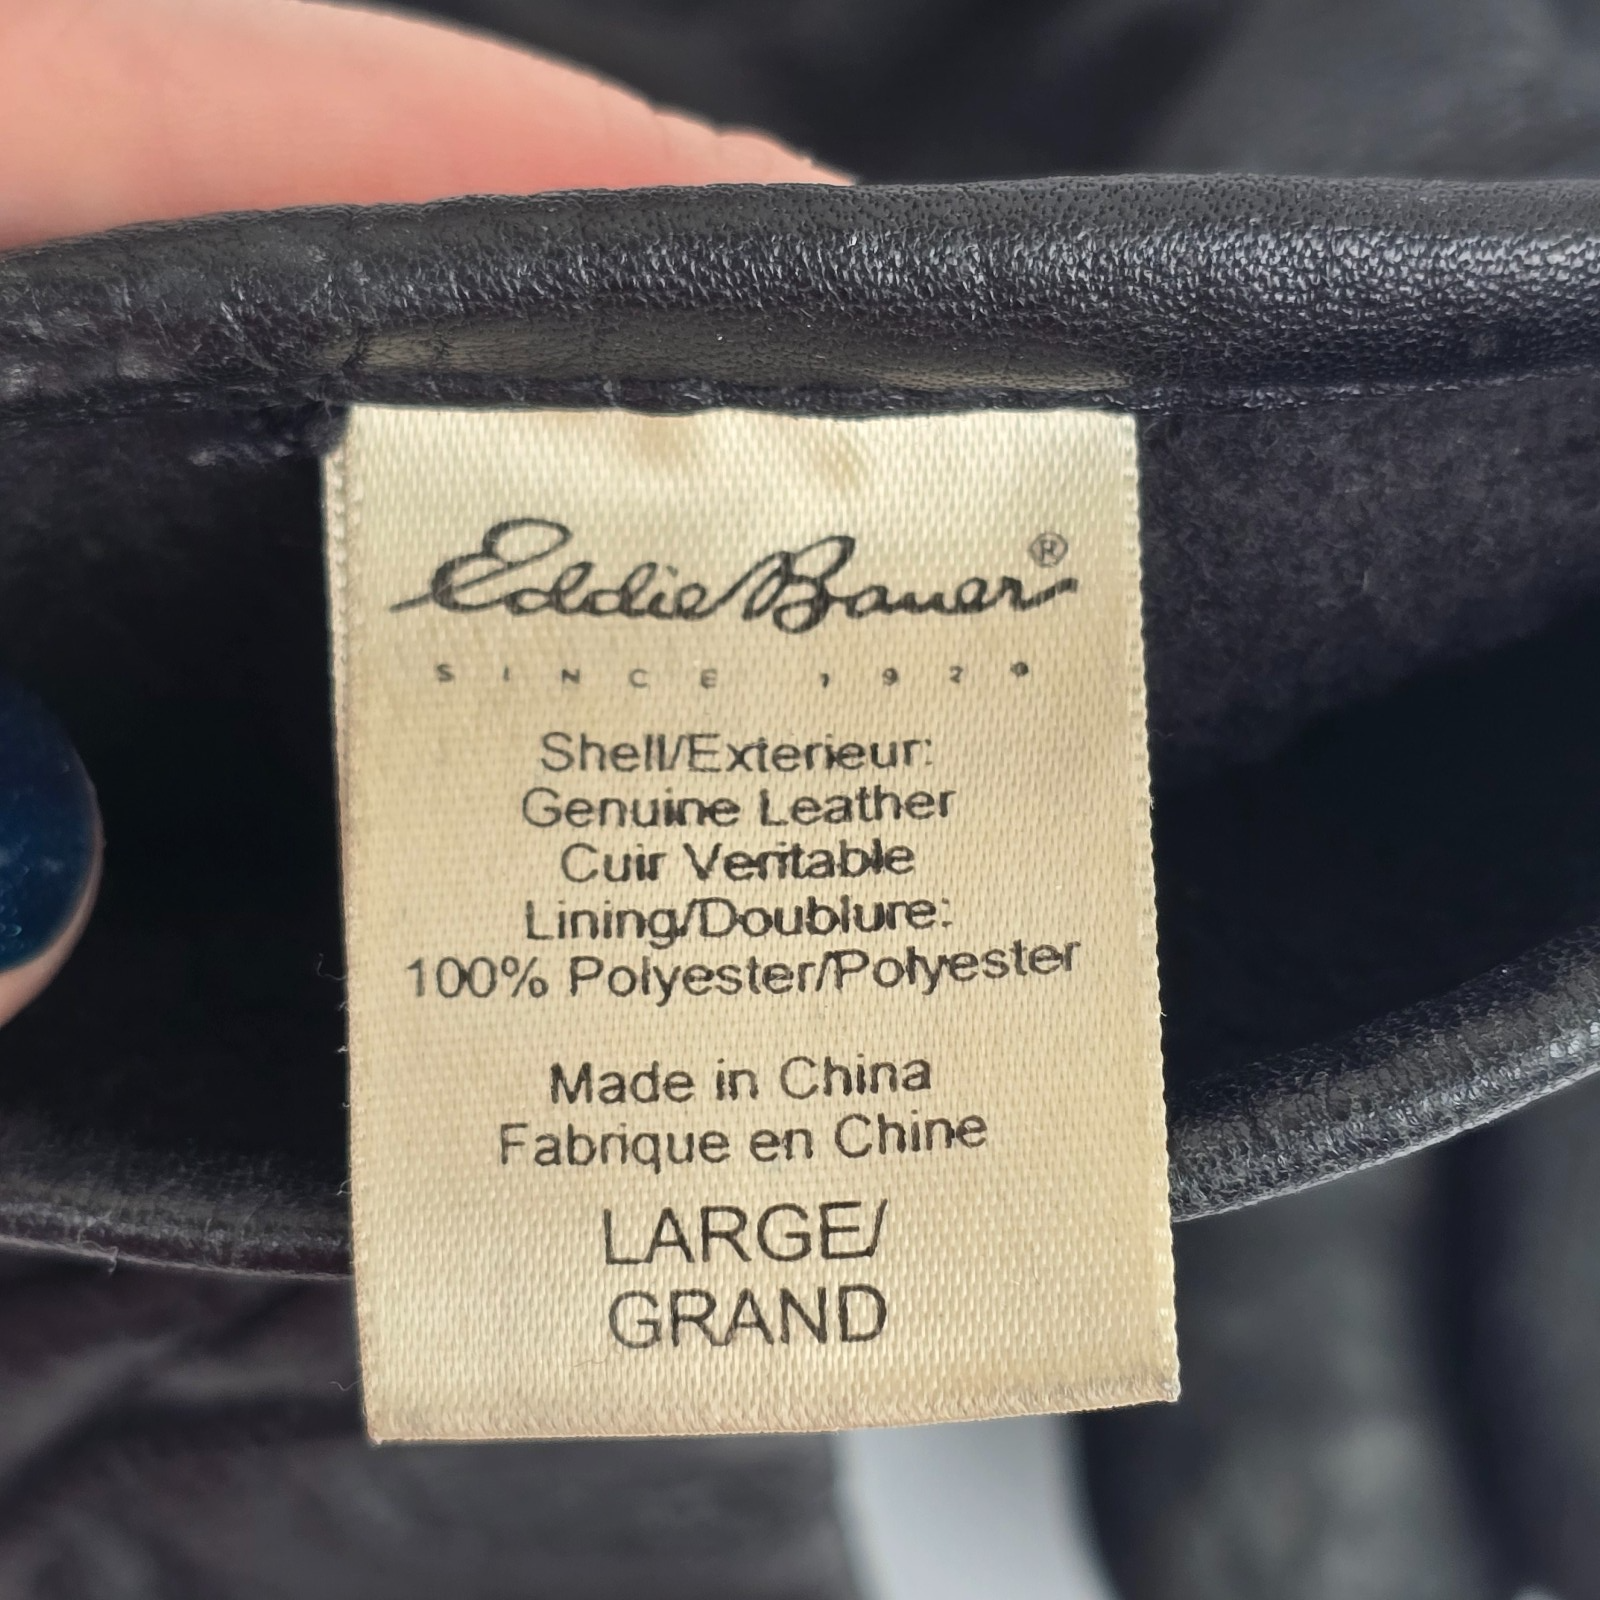 Eddie Bauer®
SINCE 1920
Shell/Exterieur:
Genuine Leather
Cuir Veritable
Lining/Doublure:
100% Polyester/Polyester
Made in China
Fabrique en Chine
LARGE/
GRAND